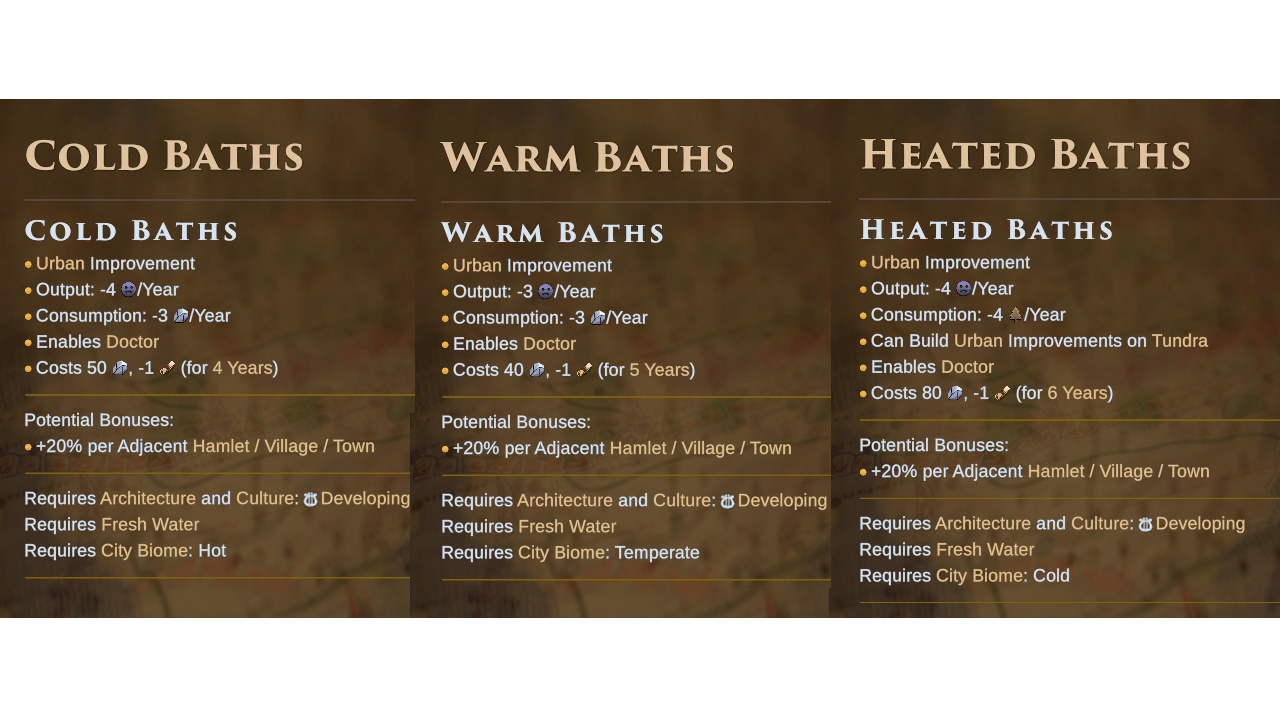 COLD BATHS
COLD BATHS
Urban Improvement
Output: -4 /Year
Consumption: -3 /Year
Enables Doctor
Costs 50 , -1 (for 4 Years)
Potential Bonuses:
+20% per Adjacent Hamlet / Village / Town
Requires Architecture and Culture: Developing
Requires Fresh Water
Requires City Biome: Hot
WARM BATHS
WARM BATHS
Urban Improvement
Output: -3 /Year
Consumption: -3 /Year
Enables Doctor
Costs 40 , -1 (for 5 Years)
Potential Bonuses:
+20% per Adjacent Hamlet / Village / Town
Requires Architecture and Culture: Developing
Requires Fresh Water
Requires City Biome: Temperate
HEATED BATHS
HEATED BATHS
Urban Improvement
Output: -4 /Year
Consumption: -4 /Year
Can Build Urban Improvements on Tundra
Enables Doctor
Costs 80 , -1 (for 6 Years)
Potential Bonuses:
+20% per Adjacent Hamlet / Village / Town
Requires Architecture and Culture: Developing
Requires Fresh Water
Requires City Biome: Cold